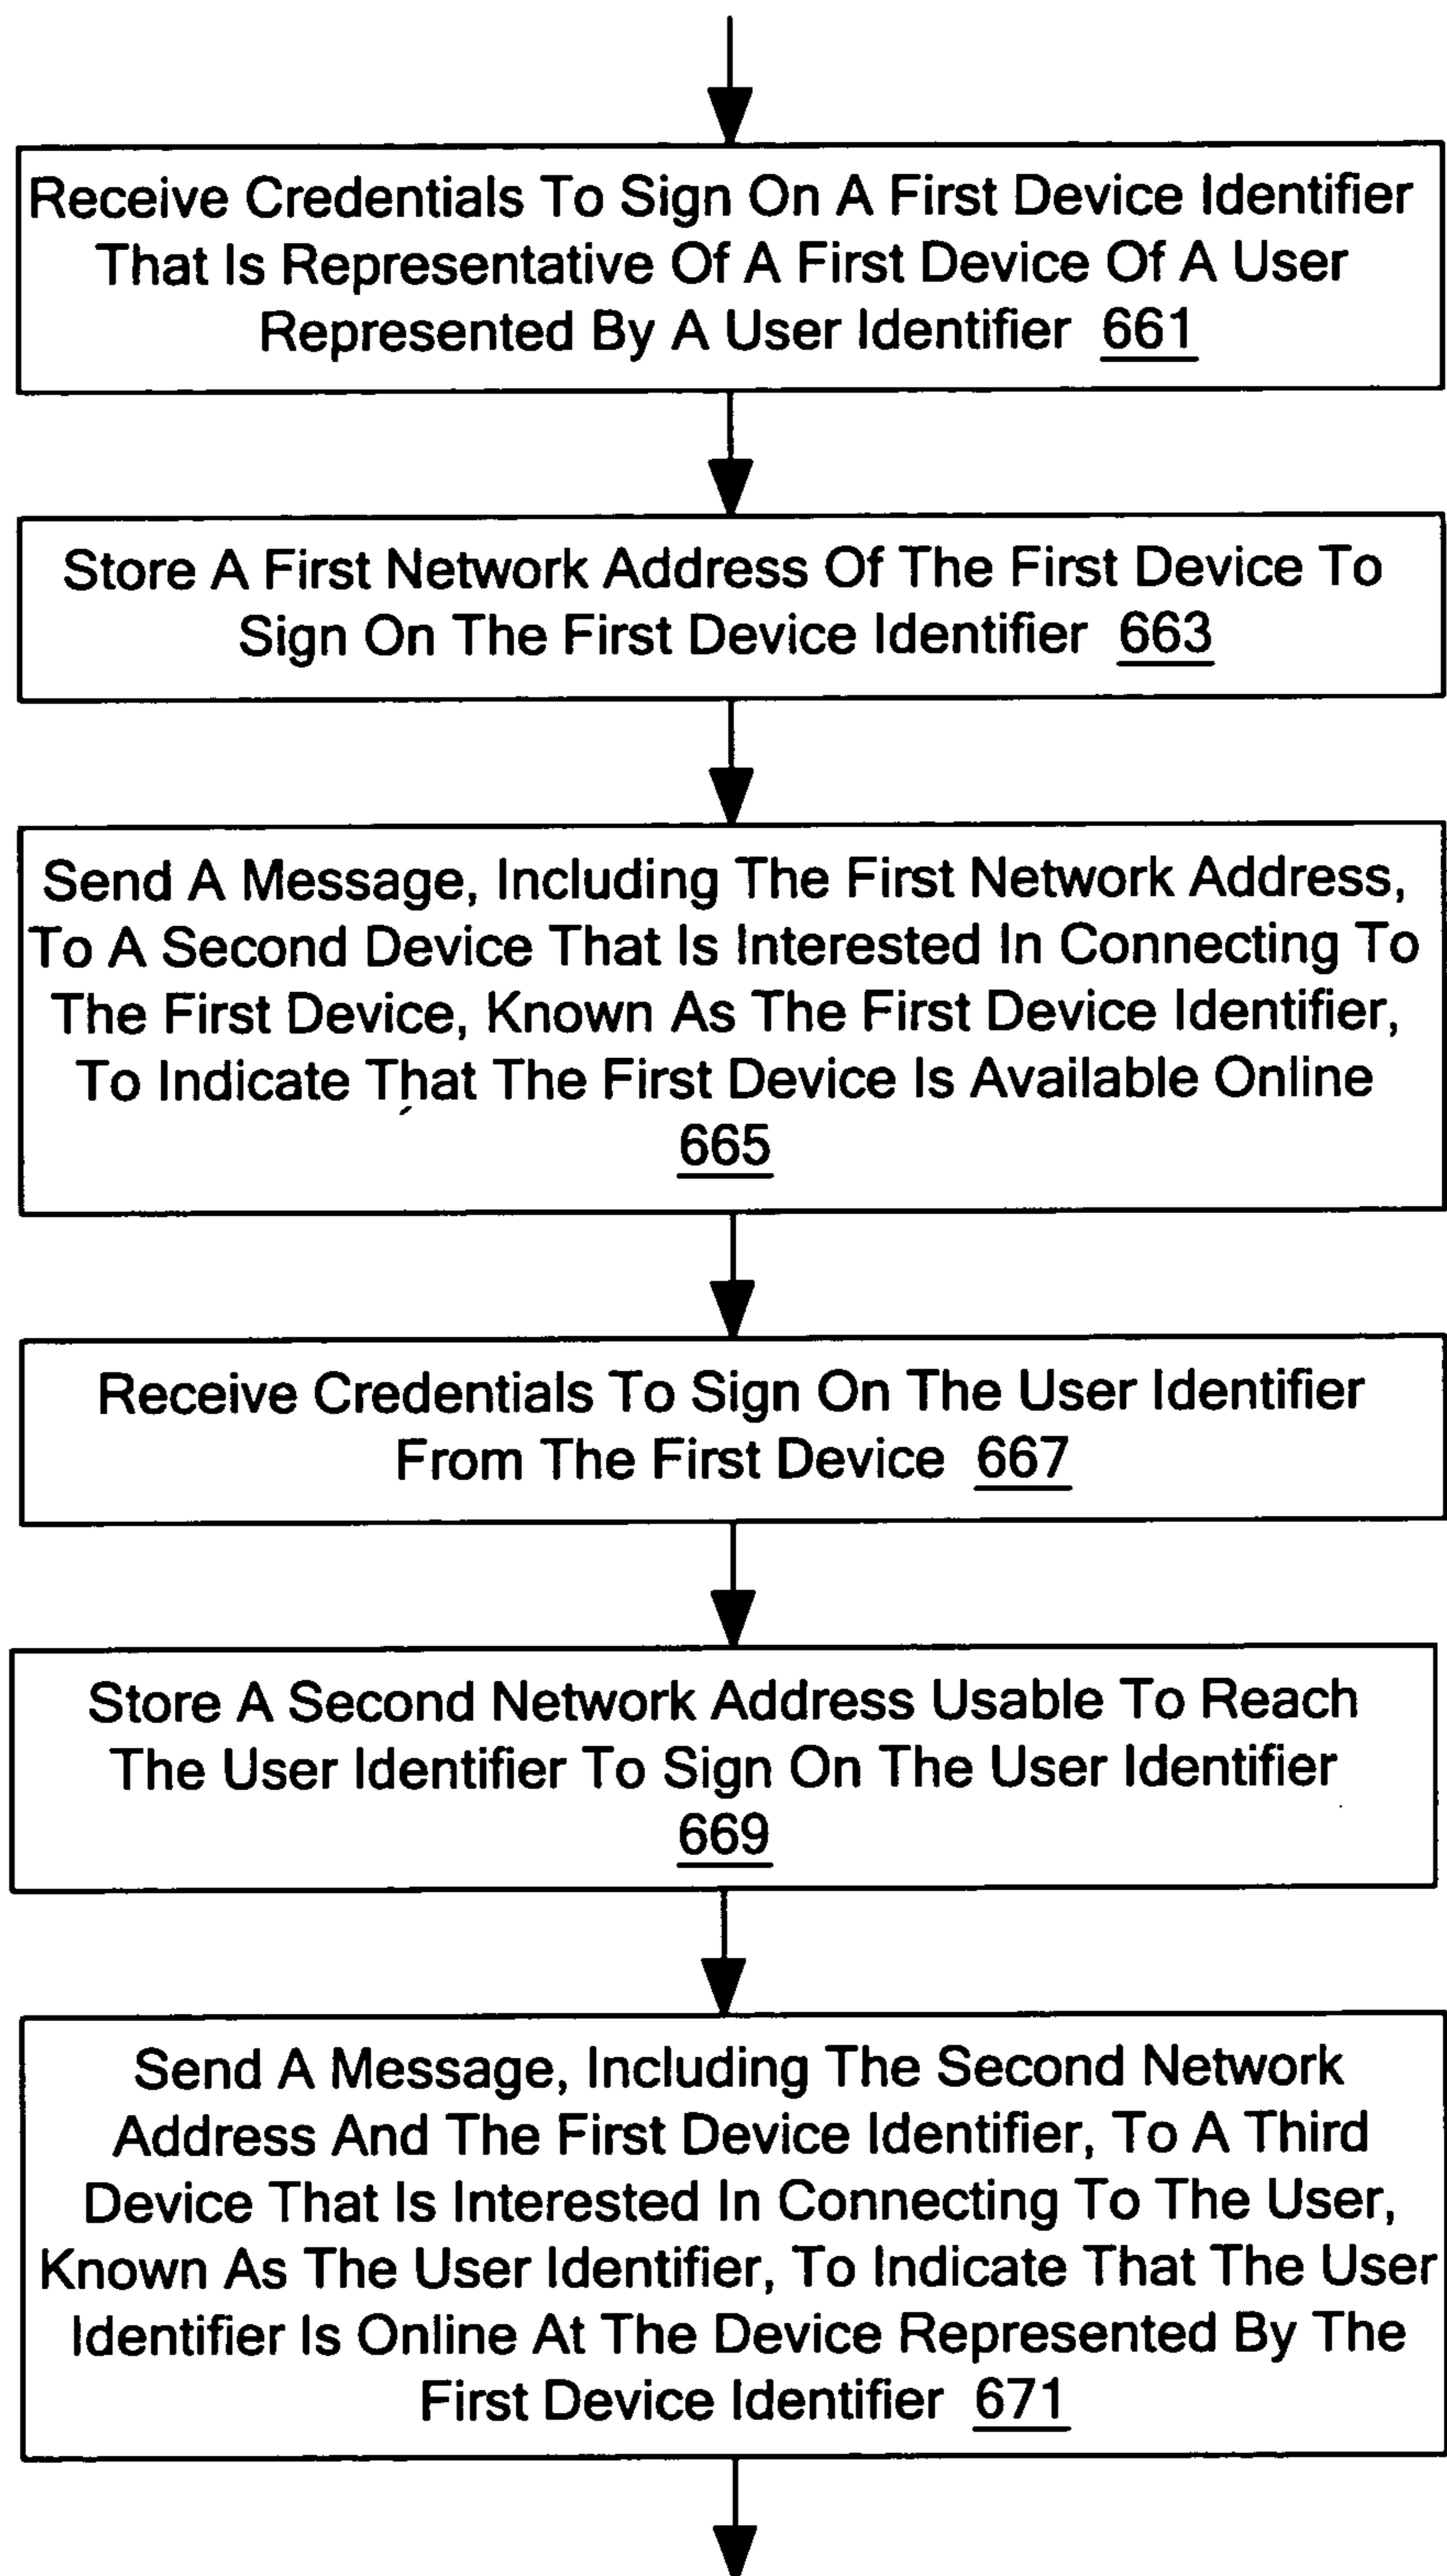 Receive Credentials To Sign On A First Device Identifier
That Is Representative Of A First Device Of A User
Represented By A User Identifier 661
Store A First Network Address Of The First Device To
Sign On The First Device Identifier 663
Send A Message, Including The First Network Address,
To A Second Device That Is Interested In Connecting To
The First Device, Known As The First Device Identifier,
To Indicate That The First Device Is Available Online
665
Receive Credentials To Sign On The User Identifier
From The First Device 667
Store A Second Network Address Usable To Reach
The User Identifier To Sign On The User Identifier
669
Send A Message, Including The Second Network
Address And The First Device Identifier, To A Third
Device That Is Interested In Connecting To The User,
Known As The User Identifier, To Indicate That The User
Identifier Is Online At The Device Represented By The
First Device Identifier 671